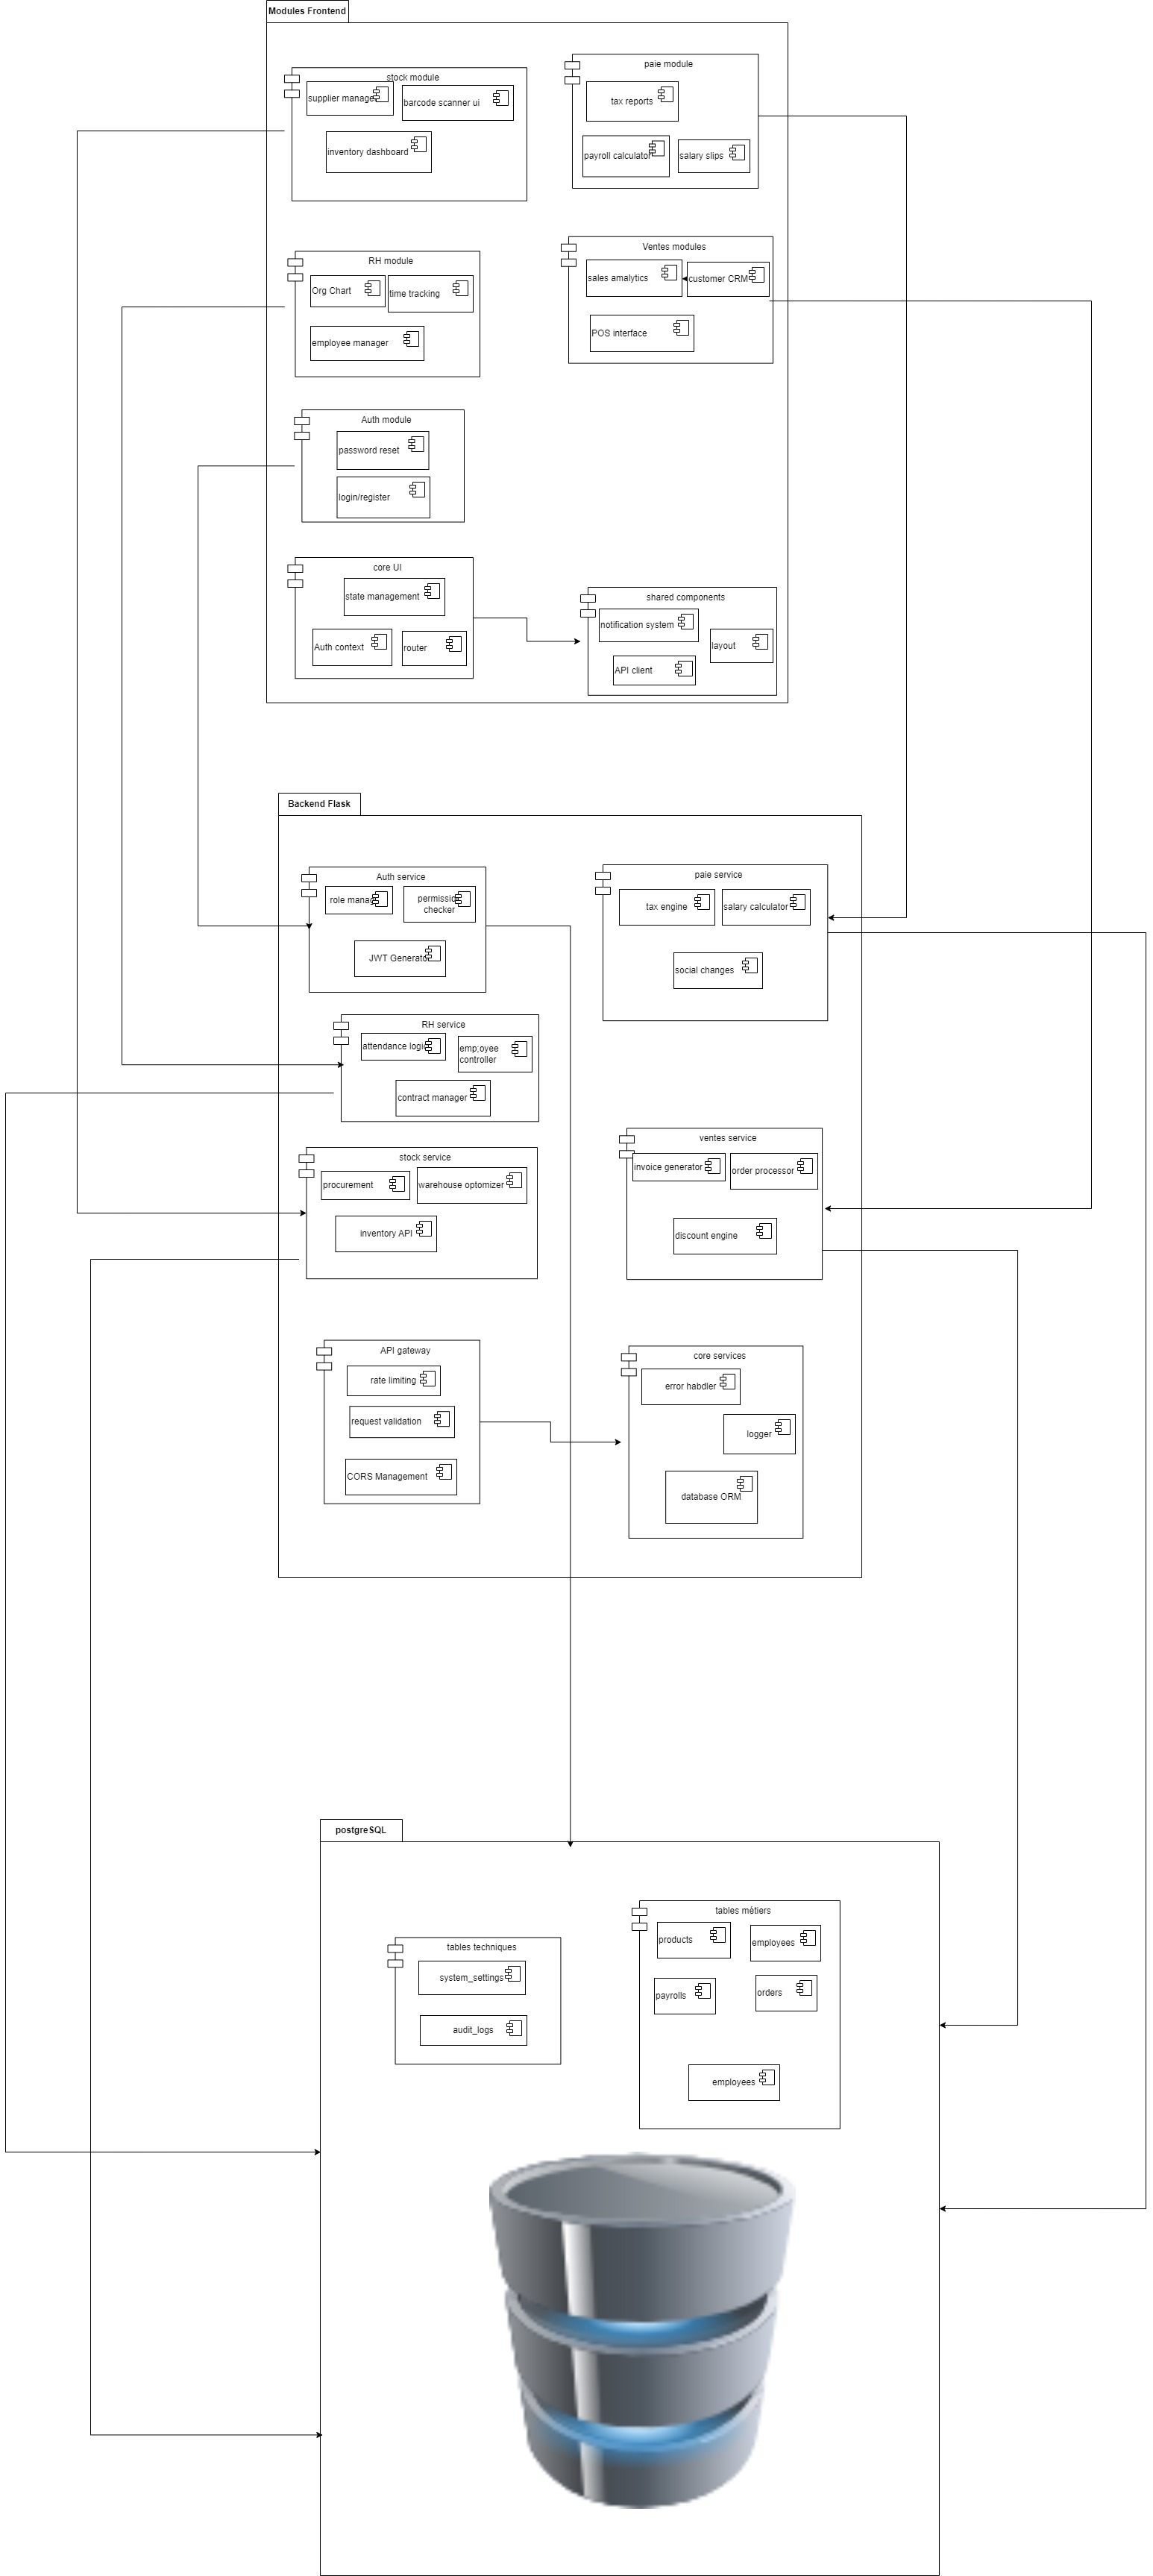 Modules Frontend
stock module
supplier manager
barcode scanner ui
inventory dashboard
paie module
tax reports
payroll calculator
salary slips
RH module
Org Chart
time tracking
employee manager
Ventes modules
sales amalytics
customer CRM
POS interface
Auth module
password reset
login/register
core UI
state management
Auth context
router
shared components
notification system
layout
API client
Backend Flask
Auth service
role manag
permissio
checker
JWT Generator
paie service
tax engine
salary calculator
social changes
RH service
attendance logic
emp;oyee
controller
contract manager
stock service
procurement
warehouse optomizer
inventory API
ventes service
invoice generator
order processor
discount engine
API gateway
rate limiting
request validation
CORS Management
core services
error habdler
logger
database ORM
postgreSQL
tables techniques
system_settings
audit_logs
tables mètiers
products
employees
payrolls
orders
employees